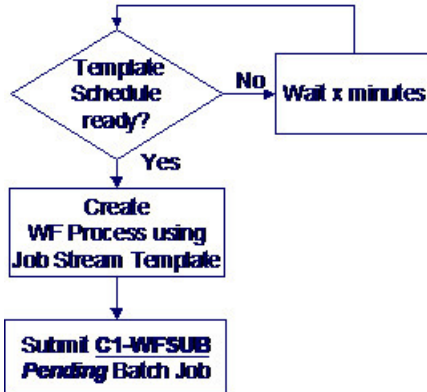 Template
Schedule
ready?
No
Wait x minutes
Yes
Create
WF Process using
Job Stream Template
Submit C1-WFSUB
Pending Batch Job